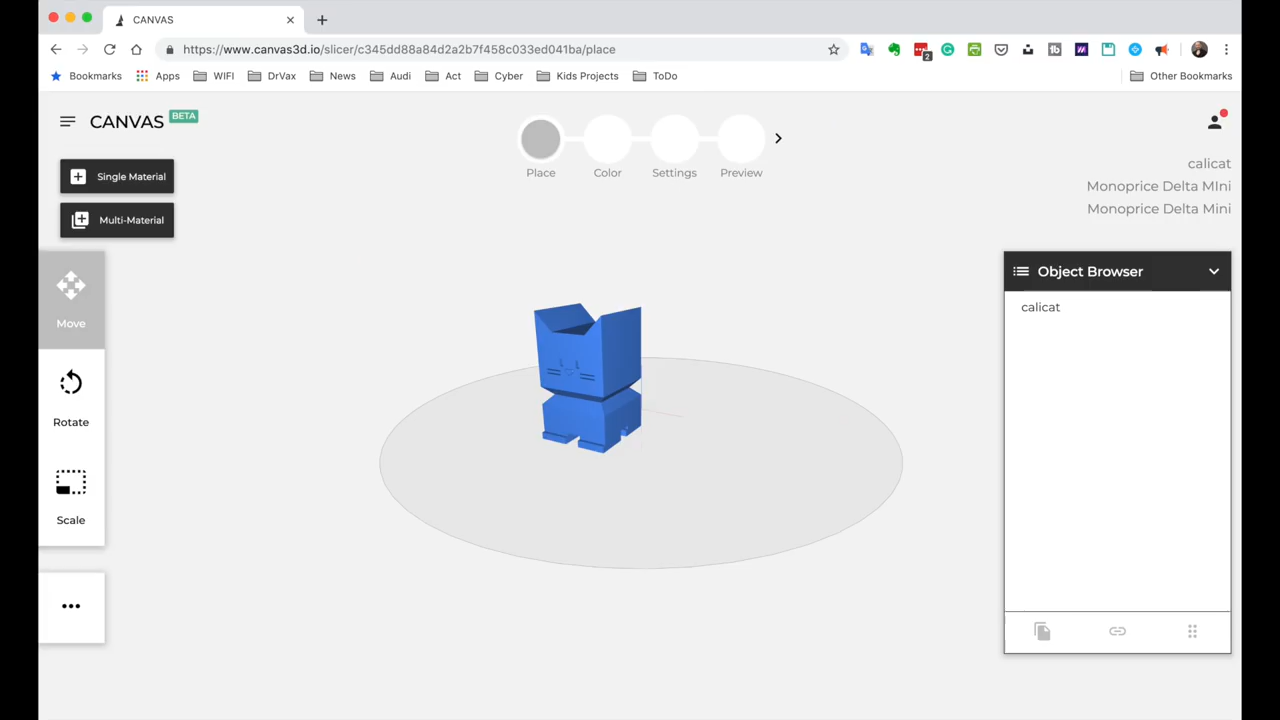 CANVAS
https://www.canvas3d.io/slicer/c345dd88a84d2a2b7f458c033ed041ba/place
2
Bookmarks Apps WIFI DrVax News Audi Act Cyber Kids Projects ToDo Other Bookmarks
CANVAS BETA
Place Color Settings Preview
calicat
Monoprice Delta MIni
Monoprice Delta Mini
Single Material
Multi-Material
Move
Rotate
Scale
Object Browser
calicat